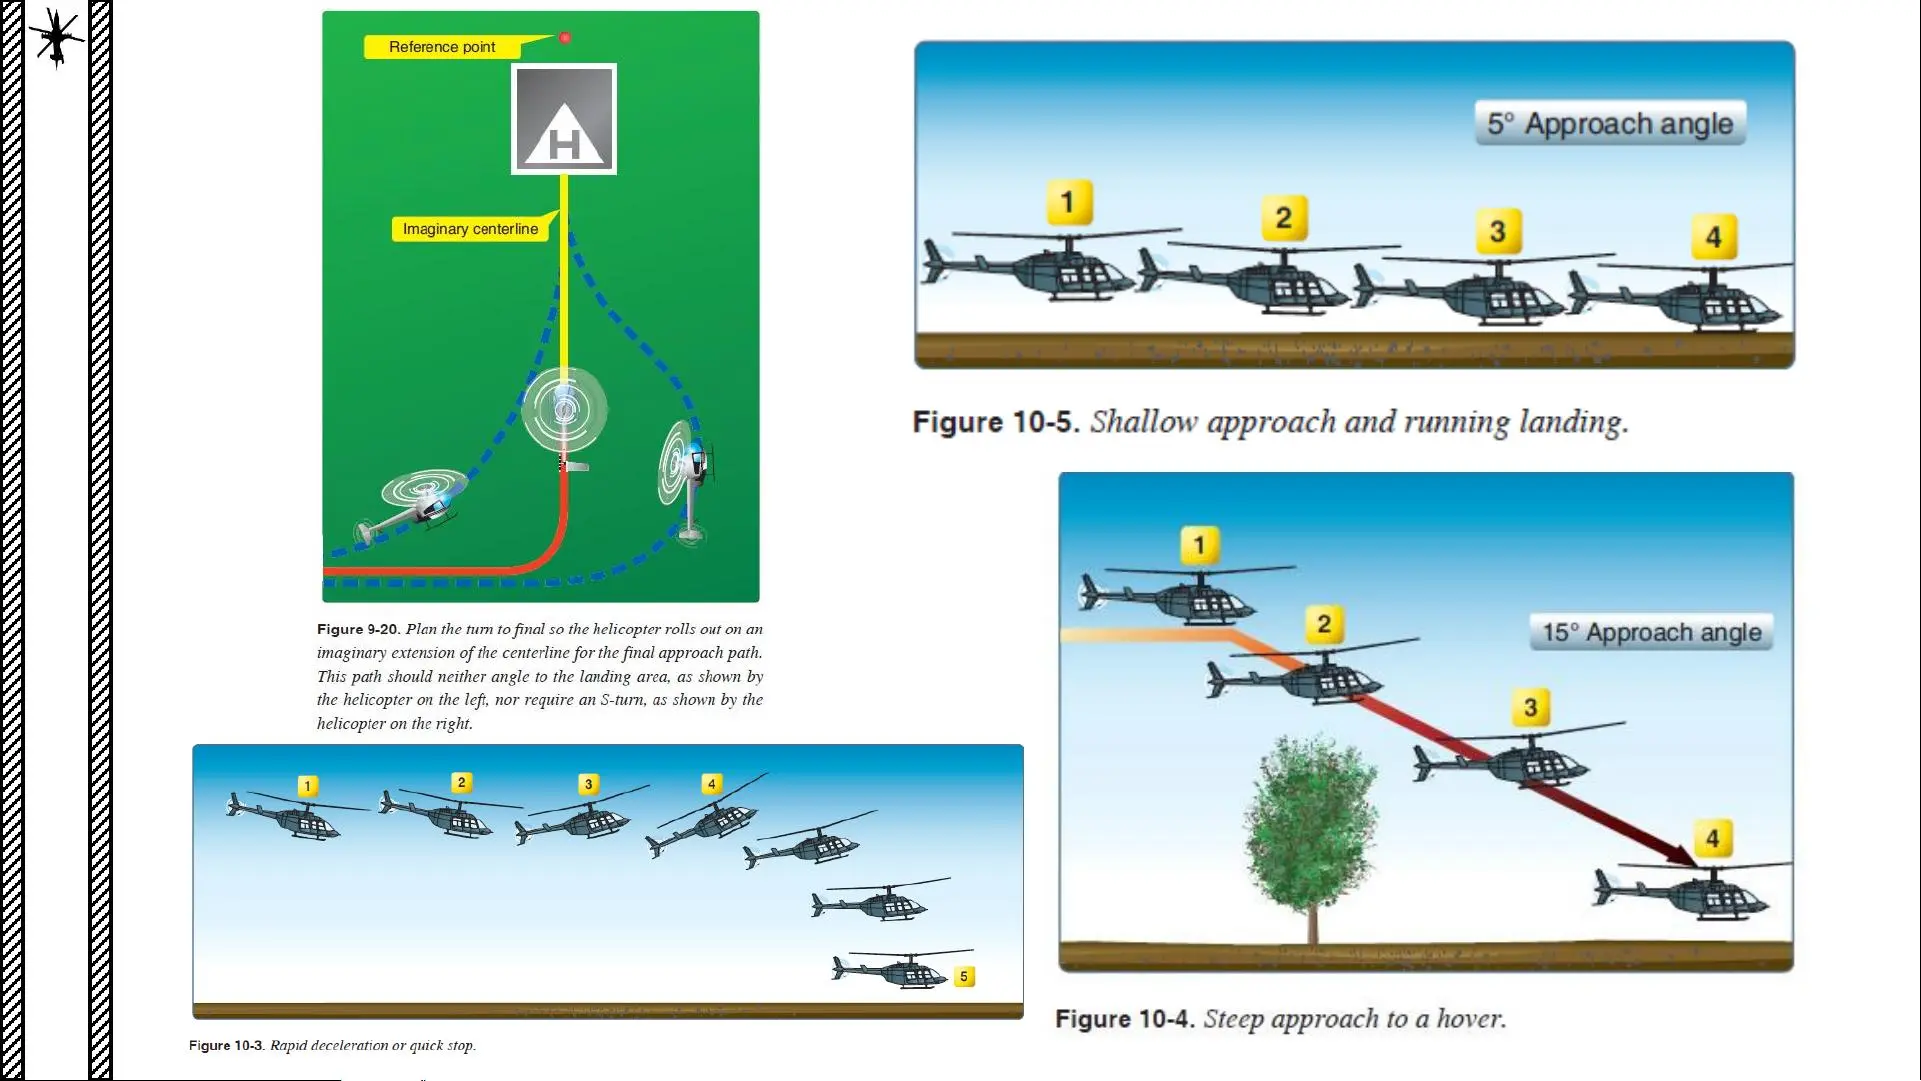 Reference point
H
Imaginary centerline
Figure 9-20. Plan the turn to final so the helicopter rolls out on an
imaginary extension of the centerline for the final approach path.
This path should neither angle to the landing area, as shown by
the helicopter on the left, nor require an S-turn, as shown by the
helicopter on the right.
5° Approach angle
1
2
3
4
Figure 10-5. Shallow approach and running landing.
1
2
15° Approach angle
3
4
Figure 10-4. Steep approach to a hover.
1
2
3
4
5
Figure 10-3. Rapid deceleration or quick stop.